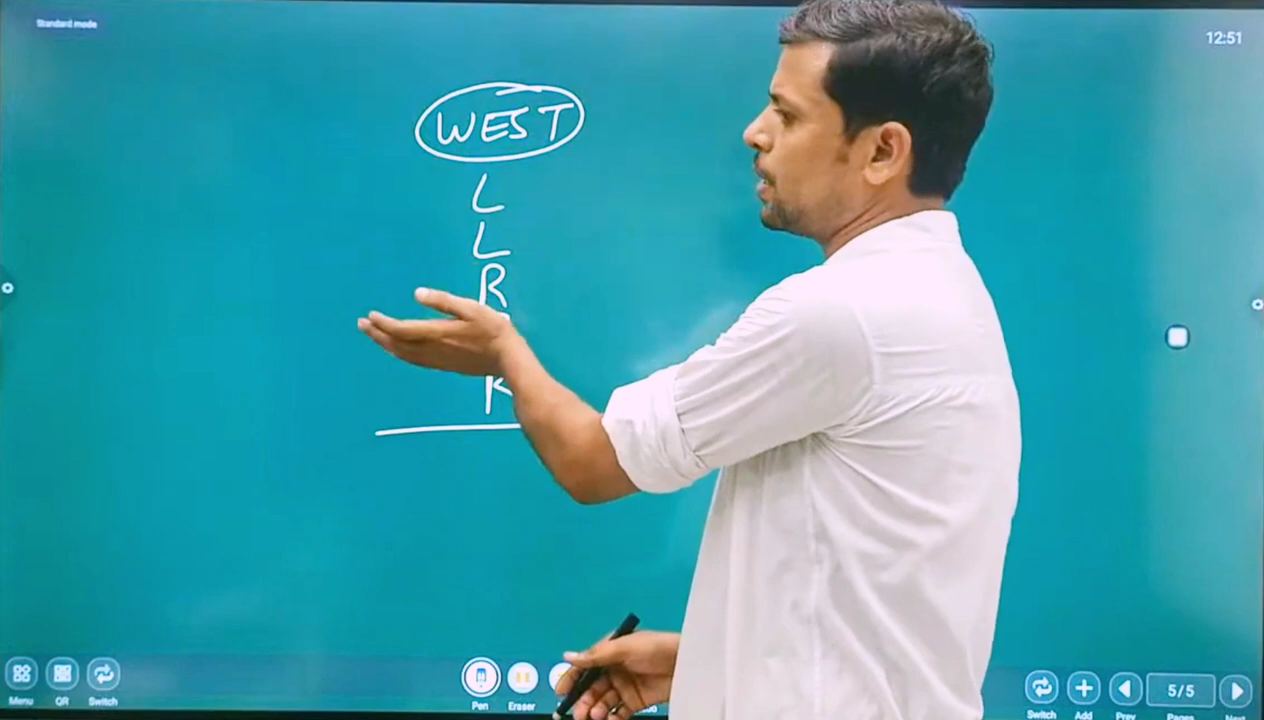 Standard mode
12:51
WEST
L
L
R
R
Menu
QR
Switch
Pen
Eraser
Switch
Add
Prev
5/5
Pages
Next